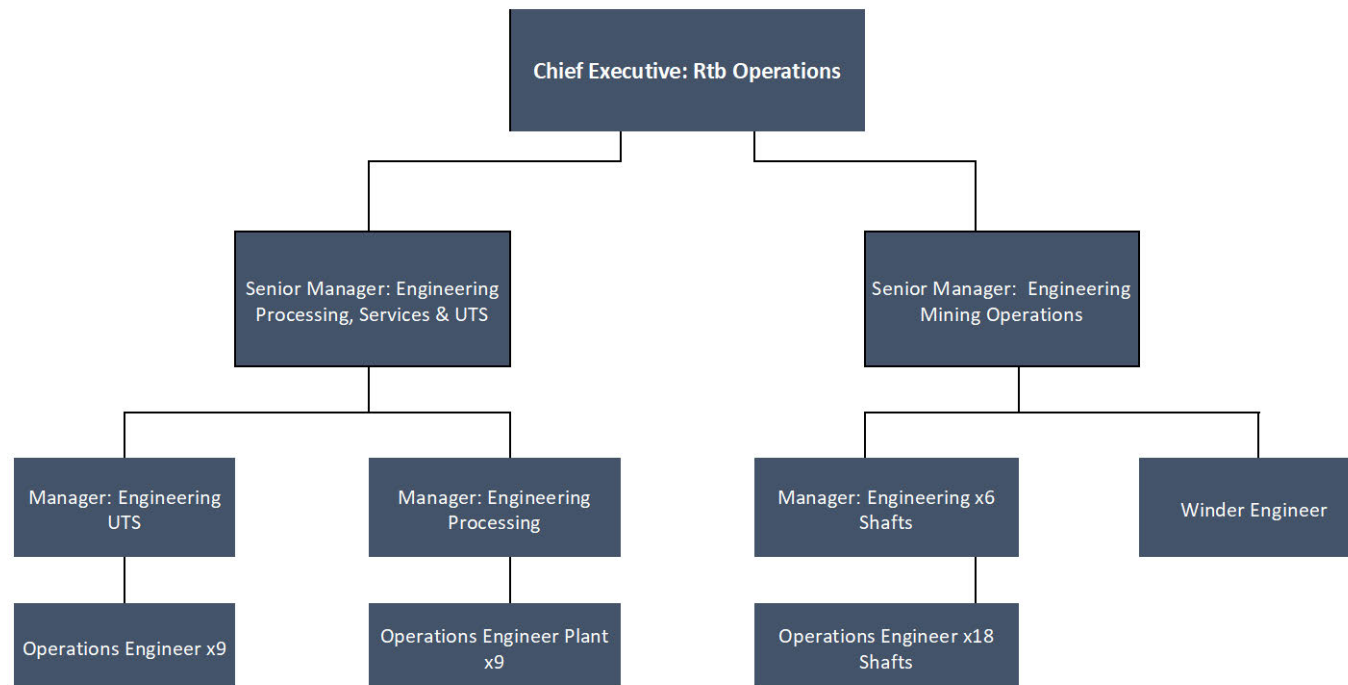 Chief Executive: Rtb Operations
Senior Manager: Engineering
Processing, Services & UTS
Senior Manager:  Engineering
Mining Operations
Manager: Engineering
UTS
Manager: Engineering
Processing
Manager: Engineering x6
Shafts
Winder Engineer
Operations Engineer x9
Operations Engineer Plant
x9
Operations Engineer x18
Shafts